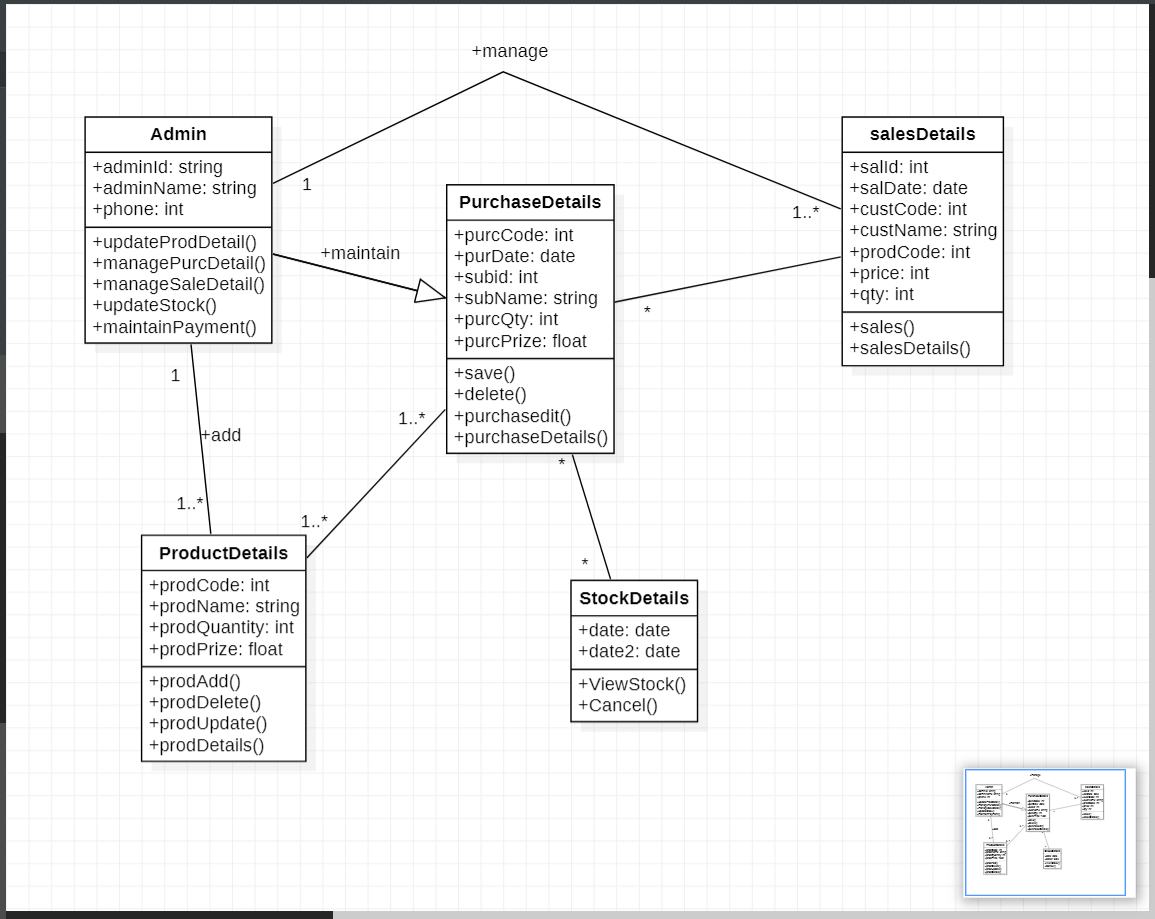 +manage
Admin
+adminId: string
+adminName: string
+phone: int
+updateProdDetail()
+managePurcDetail()
+manageSaleDetail()
+updateStock()
+maintainPayment()
1
+maintain
PurchaseDetails
+purcCode: int
+purDate: date
+subid: int
+subName: string
+purcQty: int
+purcPrize: float
+save()
+delete()
+purchasedit()
+purchaseDetails()
1..*
salesDetails
+salId: int
+salDate: date
+custCode: int
+custName: string
+prodCode: int
+price: int
+qty: int
+sales()
+salesDetails()
*
1
+add
1..*
1..*
1..*
*
*
ProductDetails
+prodCode: int
+prodName: string
+prodQuantity: int
+prodPrize: float
+prodAdd()
+prodDelete()
+prodUpdate()
+prodDetails()
StockDetails
+date: date
+date2: date
+ViewStock()
+Cancel()